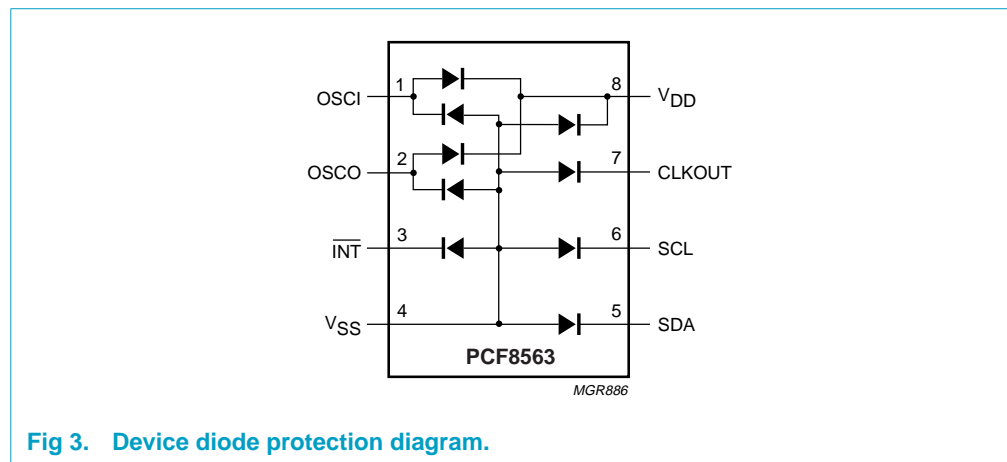 1 8
OSCI VDD
2 7
OSCO CLKOUT
3 6
INT SCL
4 5
VSS SDA
PCF8563
MGR886
Fig 3. Device diode protection diagram.